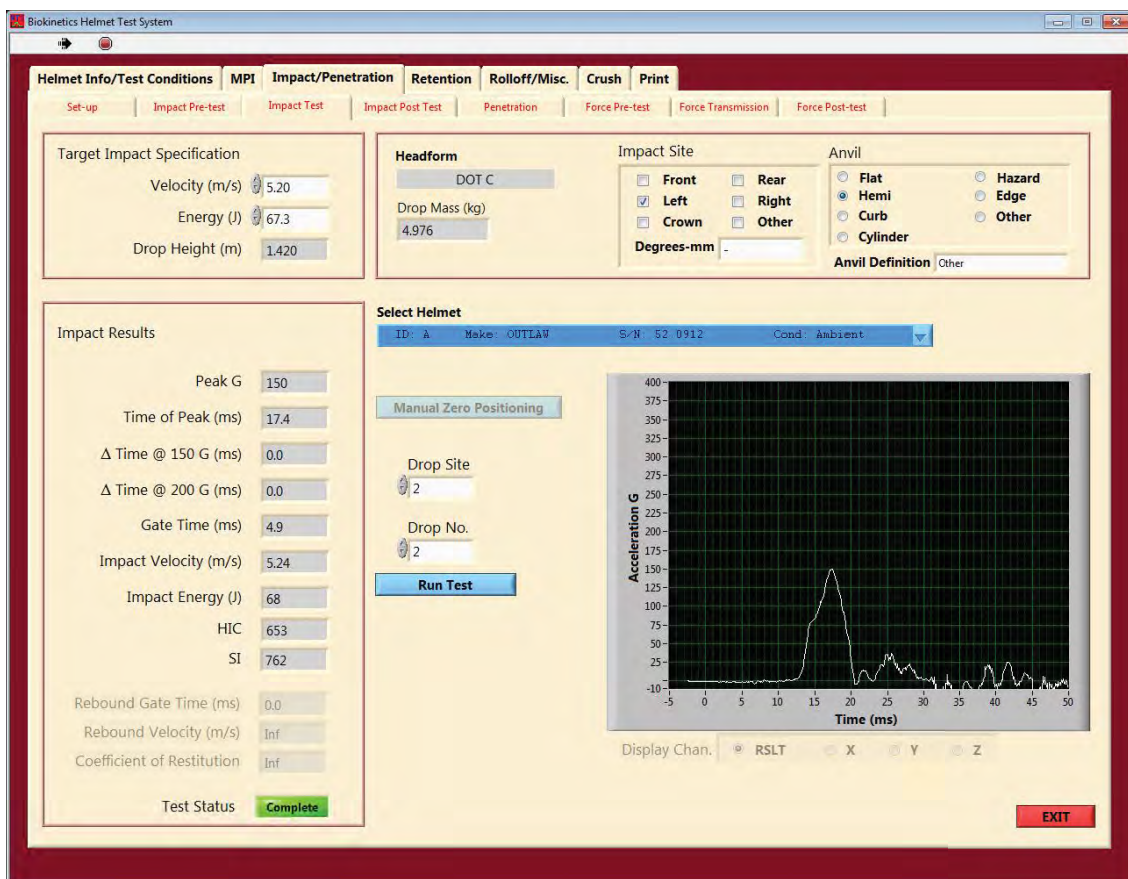 Biokinetics Helmet Test System
Helmet Info/Test Conditions MPI Impact/Penetration Retention Rolloff/Misc. Crush Print
Set-up Impact Pre-test Impact Test Impact Post Test Penetration Force Pre-test Force Transmission Force Post-test
Target Impact Specification
Velocity (m/s) 5.20
Energy (J) 67.3
Drop Height (m) 1.420
Headform
DOT C
Drop Mass (kg)
4.976
Impact Site
Front Rear
Left Right
Crown Other
Degrees-mm -
Anvil
Flat Hazard
Hemi Edge
Curb Other
Cylinder
Anvil Definition Other
Impact Results
Peak G 150
Time of Peak (ms) 17.4
Δ Time @ 150 G (ms) 0.0
Δ Time @ 200 G (ms) 0.0
Gate Time (ms) 4.9
Impact Velocity (m/s) 5.24
Impact Energy (J) 68
HIC 653
SI 762
Rebound Gate Time (ms) 0.0
Rebound Velocity (m/s) Inf
Coefficient of Restitution Inf
Test Status Complete
Select Helmet
ID: A Make: OUTLAW S/N: 52 0912 Cond: Ambient
Manual Zero Positioning
Drop Site
2
Drop No.
2
Run Test
Acceleration G
400
375
350
325
300
275
250
225
200
175
150
125
100
75
50
25
-10
-5 0 5 10 15 20 25 30 35 40 45 50
Time (ms)
Display Chan. RSLT X Y Z
EXIT